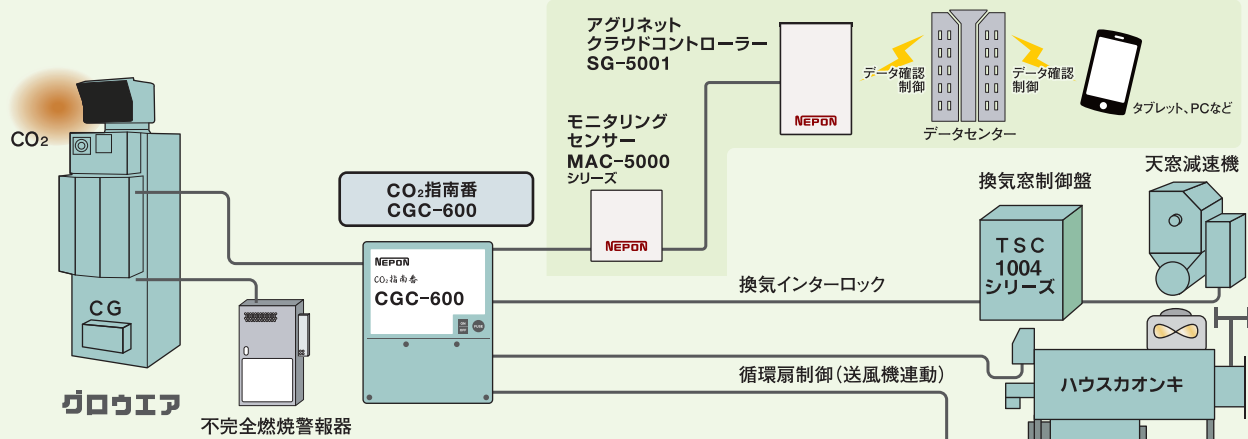 アグリネット
クラウドコントローラー
SG-5001
NEPON
データ確認
制御
データセンター
データ確認
制御
タブレット、PCなど
CO₂
モニタリング
センサー
MAC-5000
シリーズ
NEPON
CO₂指南番
CGC-600
NEPON
CO₂指南番
CGC-600
換気窓制御盤
TSC
1004
シリーズ
天窓減速機
換気インターロック
CG
グロウエア
不完全燃焼警報器
循環扇制御(送風機連動)
ハウスカオンキ